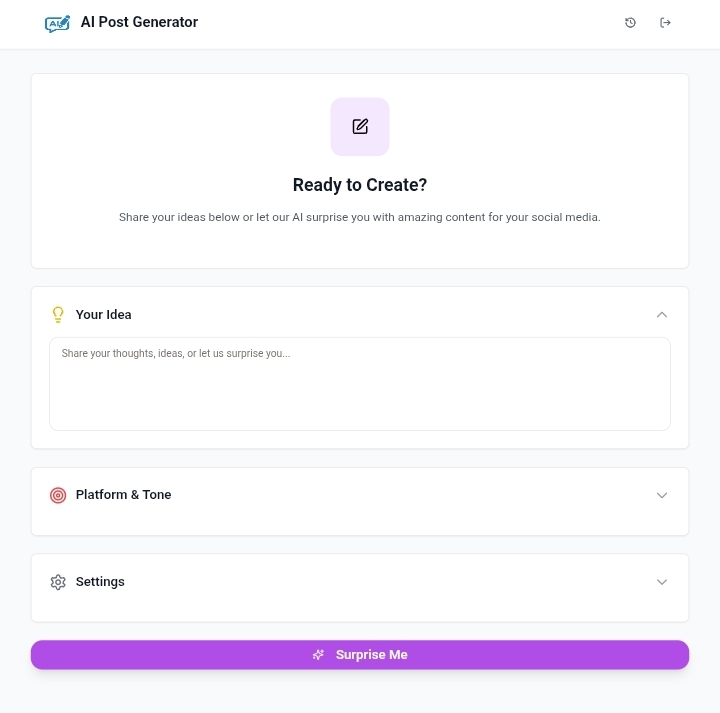 AI
AI Post Generator
Ready to Create?
Share your ideas below or let our AI surprise you with amazing content for your social media.
Your Idea
Share your thoughts, ideas, or let us surprise you...
Platform & Tone
Settings
Surprise Me